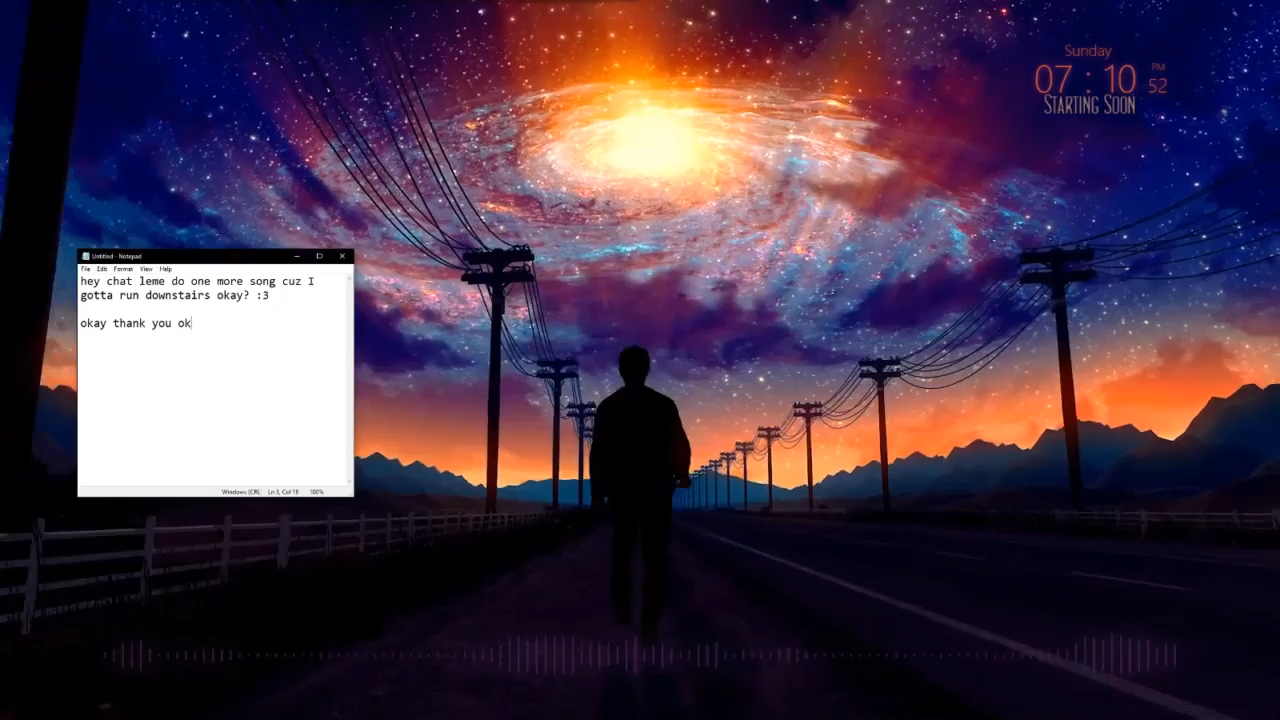 Sunday
07 : 10 PM 52
STARTING SOON
Untitled - Notepad
File Edit Format View Help
hey chat leme do one more song cuz I
gotta run downstairs okay? :3
okay thank you ok
Windows (CRL Ln 3, Col 18 100%